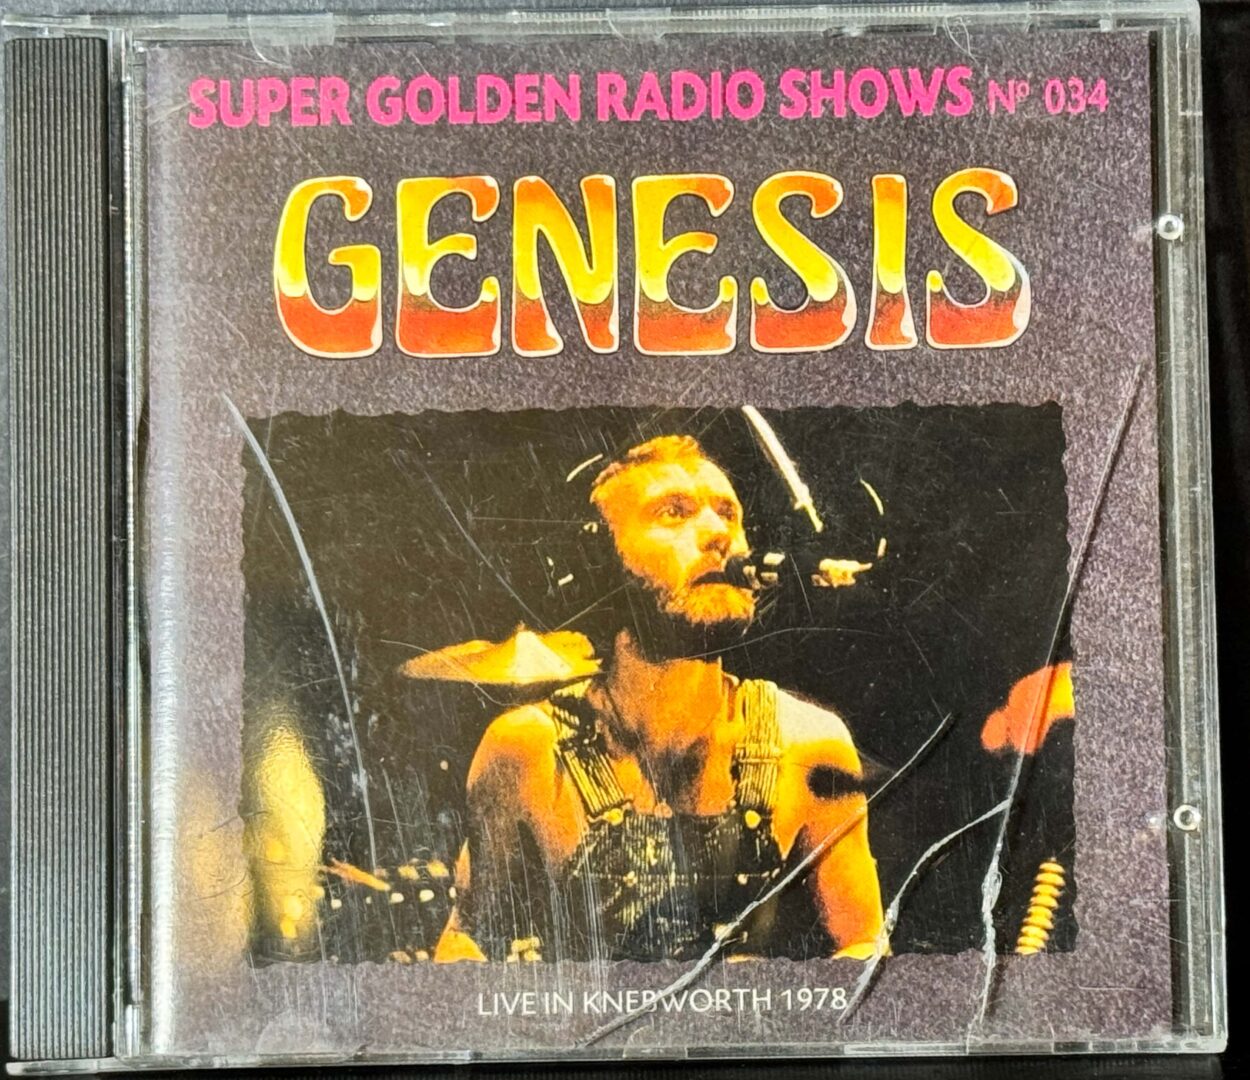 SUPER GOLDEN RADIO SHOWS Nº 034
GENESIS
LIVE IN KNEBWORTH 1978